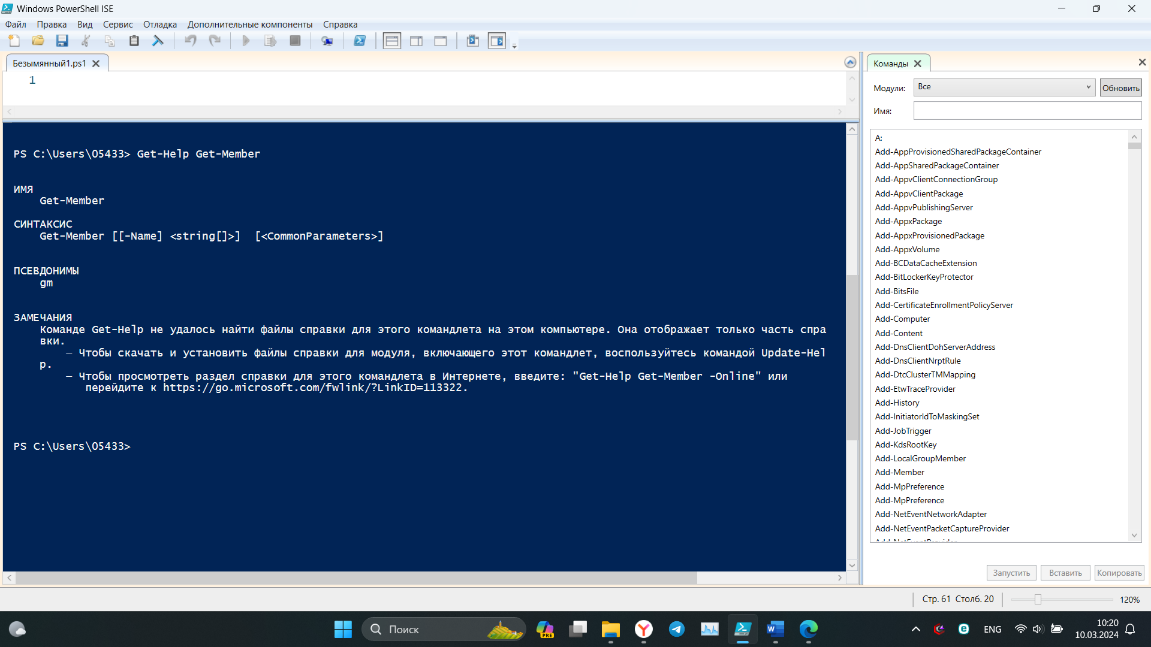 Windows PowerShell ISE
Файл Правка Вид Сервис Отладка Дополнительные компоненты Справка
Безымянный1.ps1
1
PS C:\Users\05433> Get-Help Get-Member
ИМЯ
Get-Member
СИНТАКСИС
Get-Member [[-Name] <string[]>] [<CommonParameters>]
ПСЕВДОНИМЫ
gm
ЗАМЕЧАНИЯ
Команде Get-Help не удалось найти файлы справки для этого командлета на этом компьютере. Она отображает только часть спра
вки.
— Чтобы скачать и установить файлы справки для модуля, включающего этот командлет, воспользуйтесь командой Update-Hel
p.
— Чтобы просмотреть раздел справки для этого командлета в Интернете, введите: "Get-Help Get-Member -Online" или
перейдите к https://go.microsoft.com/fwlink/?LinkID=113322.
PS C:\Users\05433>
Команды
Модули: Все Обновить
Имя:
A:
Add-AppProvisionedSharedPackageContainer
Add-AppSharedPackageContainer
Add-AppvClientConnectionGroup
Add-AppvClientPackage
Add-AppvPublishingServer
Add-AppxPackage
Add-AppxProvisionedPackage
Add-AppxVolume
Add-BCDataCacheExtension
Add-BitLockerKeyProtector
Add-BitsFile
Add-CertificateEnrollmentPolicyServer
Add-Computer
Add-Content
Add-DnsClientDohServerAddress
Add-DnsClientNrptRule
Add-DtcClusterTMMapping
Add-EtwTraceProvider
Add-History
Add-InitiatorIdToMaskingSet
Add-JobTrigger
Add-KdsRootKey
Add-LocalGroupMember
Add-Member
Add-MpPreference
Add-MpPreference
Add-NetEventNetworkAdapter
Add-NetEventPacketCaptureProvider
Запустить Вставить Копировать
Стр. 61 Столб. 20 120%
Поиск
ENG
10:20
10.03.2024